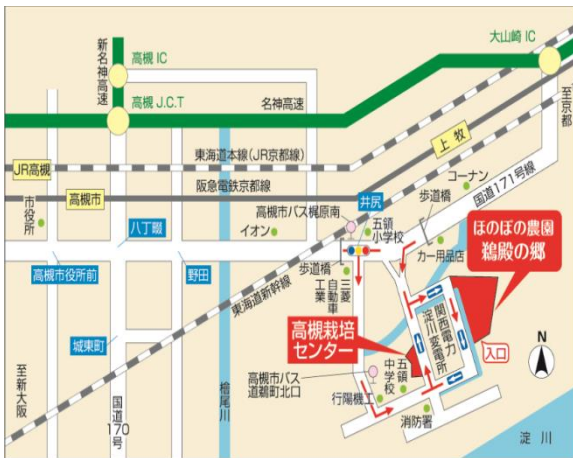 新名神高速
高槻 IC
大山崎 IC
高槻 J.C.T
名神高速
至京都
東海道本線(JR京都線)
上牧
JR高槻
阪急電鉄京都線
コーナン
国道171号線
市役所
高槻市
高槻市バス梶原南
井尻
歩道橋
ほのぼの農園
鵜殿の郷
八丁畷
イオン
五領
小学校
カー用品店
高槻市役所前
野田
歩道橋
東海道新幹線
三菱
自動車
工業
関西電力
淀川変電所
高槻栽培
センター
城東町
入口
N
至新大阪
国道
170
号
檜尾川
高槻市バス
道鵜町北口
五領
中学校
行陽機工
消防署
淀 川